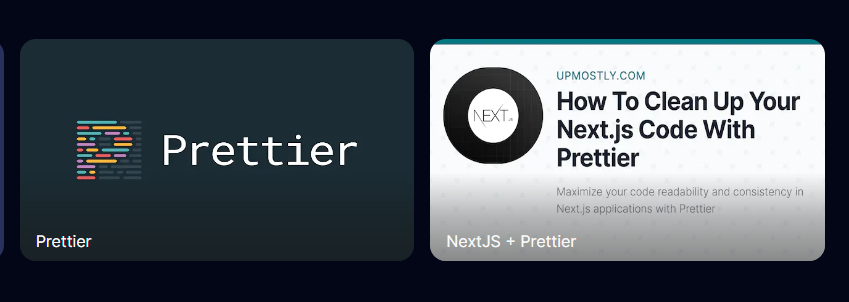 Prettier
Prettier
UPMOSTLY.COM
How To Clean Up Your
Next.js Code With
Prettier
NEXT.JS
Maximize your code readability and consistency in
Next.js applications with Prettier
NextJS + Prettier